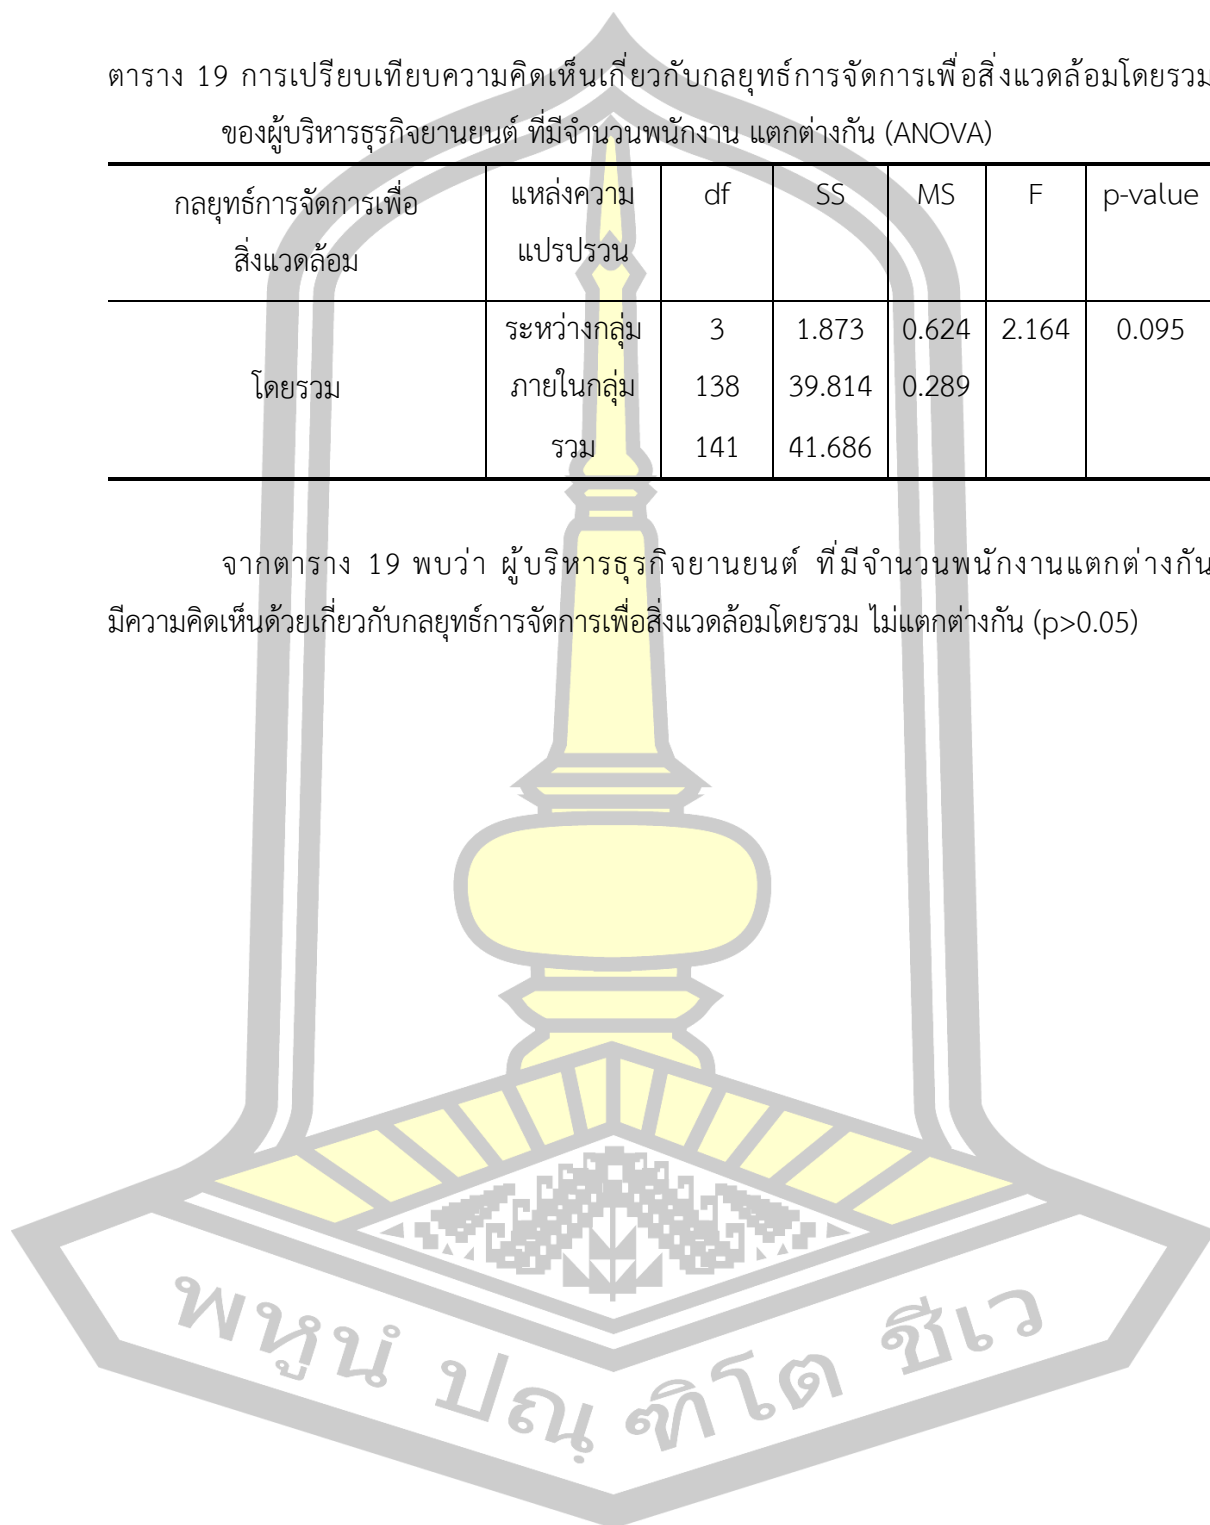 ตาราง 19 การเปรียบเทียบความคิดเห็นเกี่ยวกับกลยุทธ์การจัดการเพื่อสิ่งแวดล้อมโดยรวม
ของผู้บริหารธุรกิจยานยนต์ ที่มีจำนวนพนักงาน แตกต่างกัน (ANOVA)
กลยุทธ์การจัดการเพื่อสิ่งแวดล้อม แหล่งความแปรปรวน df SS MS F p-value
โดยรวม ระหว่างกลุ่ม 3 1.873 0.624 2.164 0.095
ภายในกลุ่ม 138 39.814 0.289
รวม 141 41.686
จากตาราง 19 พบว่า ผู้บริหารธุรกิจยานยนต์ ที่มีจำนวนพนักงานแตกต่างกัน
มีความคิดเห็นด้วยเกี่ยวกับกลยุทธ์การจัดการเพื่อสิ่งแวดล้อมโดยรวม ไม่แตกต่างกัน (p>0.05)
พหูนํ ปณฺฑิโต ชีเว